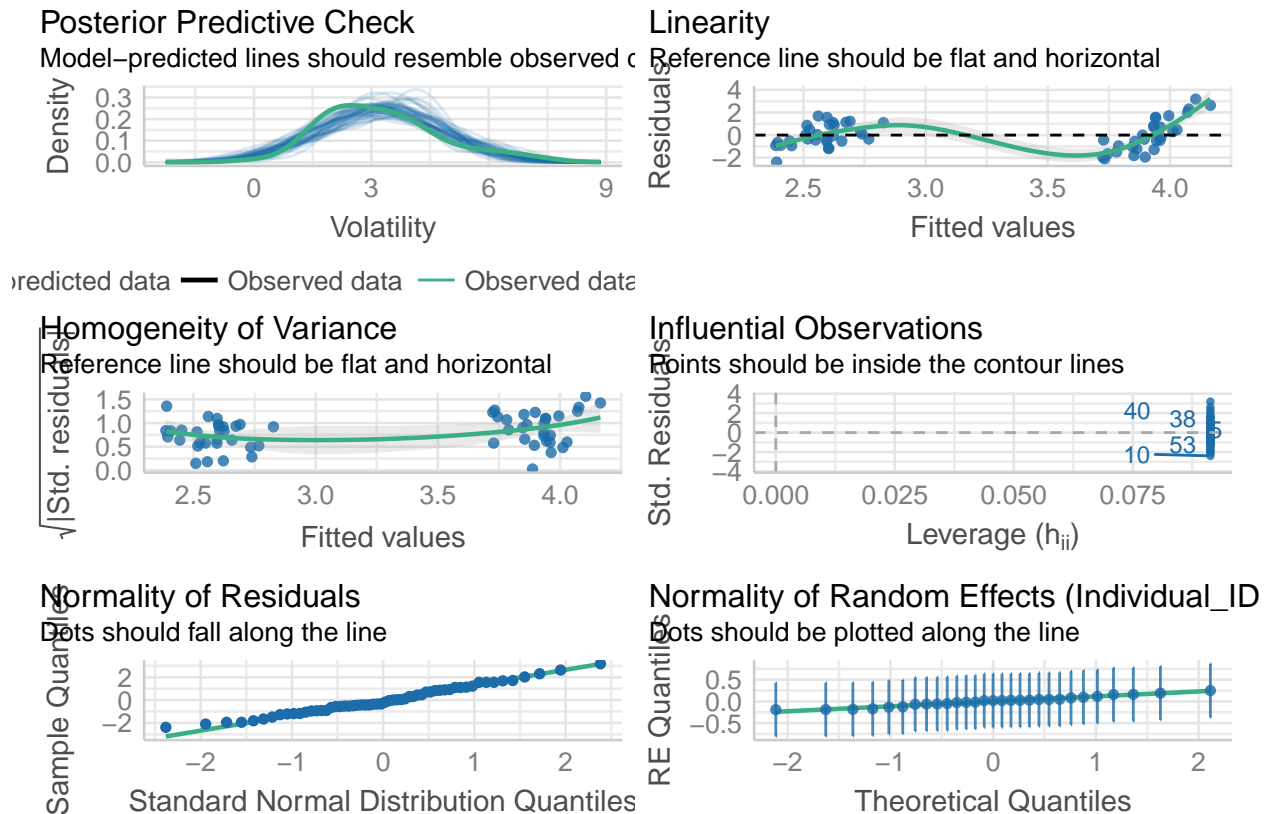 Posterior Predictive Check
Model−predicted lines should resemble observed
Density
0.3
0.2
0.1
0.0
0 3 6 9
Volatility
predicted data Observed data Observed data
Linearity
Reference line should be flat and horizontal
Residuals
4
2
0
−2
2.5 3.0 3.5 4.0
Fitted values
Homogeneity of Variance
Reference line should be flat and horizontal
√|Std. residuals|
1.5
1.0
0.5
0.0
2.5 3.0 3.5 4.0
Fitted values
Influential Observations
Points should be inside the contour lines
Std. Residuals
4
2
0
−2
−4
40
38
5
53
10
0.000 0.025 0.050 0.075
Leverage (hii)
Normality of Residuals
Dots should fall along the line
Sample Quantiles
2
0
−2
−2 −1 0 1 2
Standard Normal Distribution Quantiles
Normality of Random Effects (Individual_ID
Dots should be plotted along the line
RE Quantiles
0.5
0.0
−0.5
−2 −1 0 1 2
Theoretical Quantiles